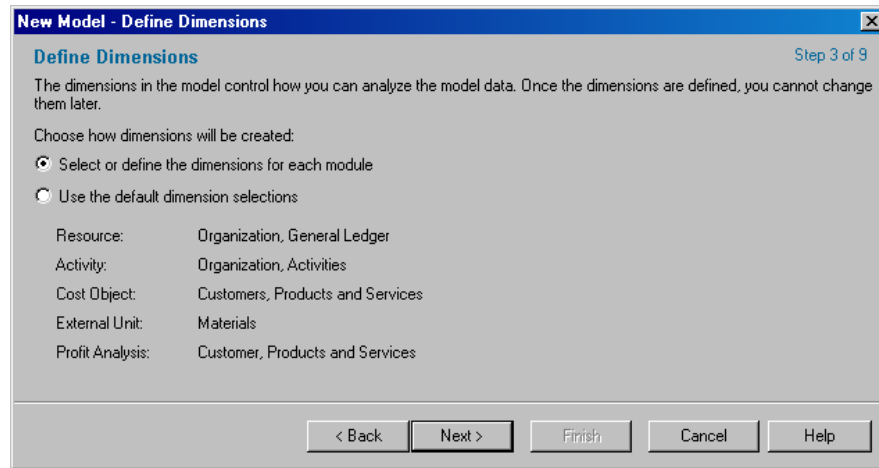 New Model - Define Dimensions
Define Dimensions
Step 3 of 9
The dimensions in the model control how you can analyze the model data. Once the dimensions are defined, you cannot change
them later.
Choose how dimensions will be created:
Select or define the dimensions for each module
Use the default dimension selections
Resource: Organization, General Ledger
Activity: Organization, Activities
Cost Object: Customers, Products and Services
External Unit: Materials
Profit Analysis: Customer, Products and Services
< Back Next > Finish Cancel Help